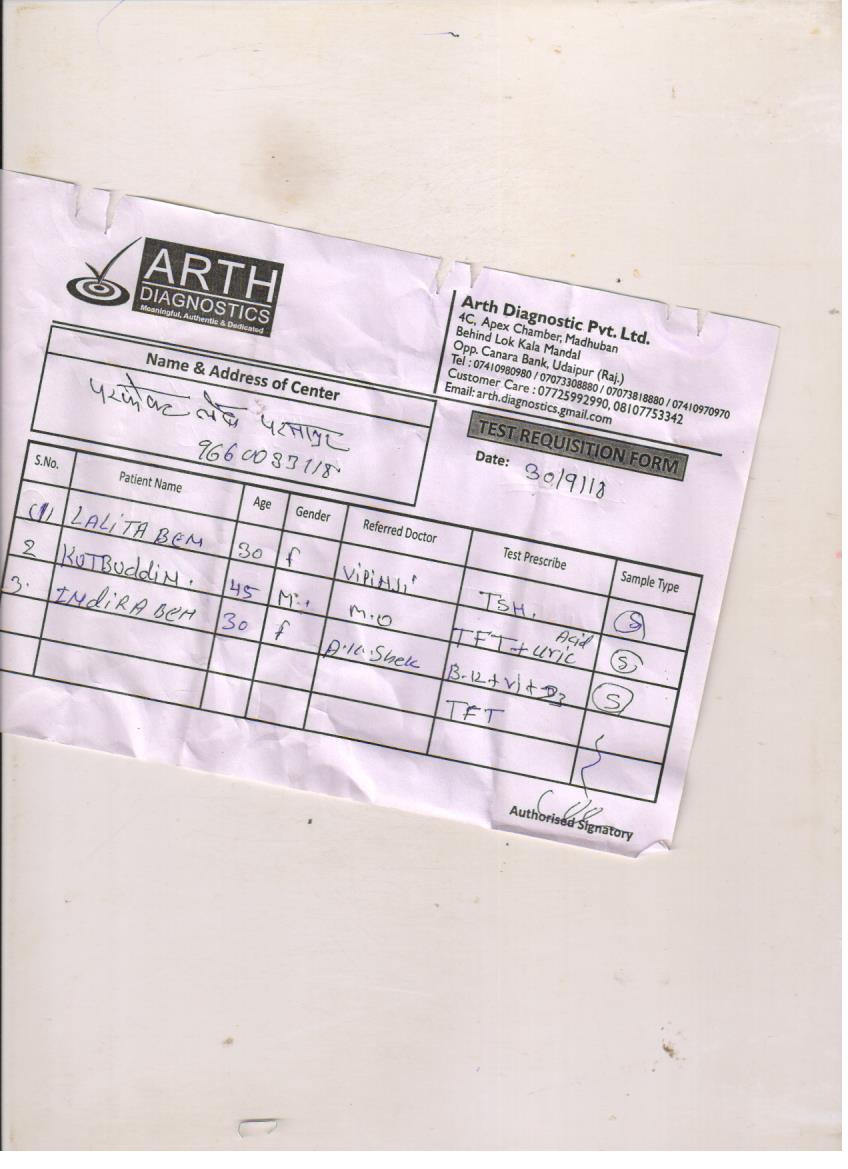 ARTH
DIAGNOSTICS
Meaningful, Authentic & Dedicated
Arth Diagnostic Pvt. Ltd.
4C, Apex Chamber, Madhuban
Behind Lok Kala Mandal
Opp. Canara Bank, Udaipur (Raj.)
Tel : 07410980980 / 07073308880 / 07073818880 / 07410970970
Customer Care : 07725992990, 08107753342
Email: arth.diagnostics.gmail.com
Name & Address of Center
लेब
9660033118
TEST REQUISITION FORM
Date: 30/9/18
S.No. Patient Name Age Gender Referred Doctor Test Prescribe Sample Type
1 LALITA BEN 30 f VIPINJI TSH. S
2 KUTBUddiN. 45 M. M.O TFT + Uric Acid S
3. INdiRA BEN 30 f B-12 + Vit D3 S
TFT
Authorised Signatory